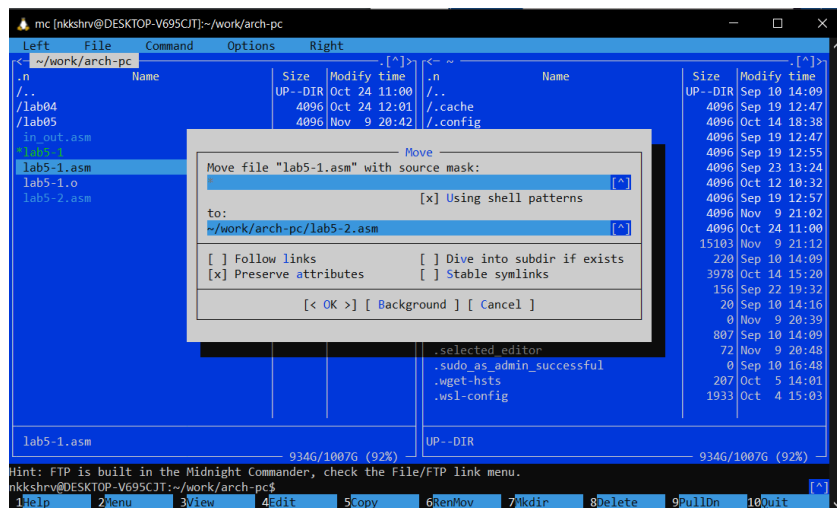 mc [nkkshrv@DESKTOP-V695CJT]:~/work/arch-pc
Left File Command Options Right
<─ ~/work/arch-pc .[^]> <─ ~ .[^]>
.n Name Size Modify time .n Name Size Modify time
/.. UP--DIR Oct 24 11:00 /.. UP--DIR Sep 10 14:09
/lab04 4096 Oct 24 12:01 /.cache 4096 Sep 19 12:47
/lab05 4096 Nov 9 20:42 /.config 4096 Oct 14 18:38
in_out.asm 4096 Sep 19 12:47
*lab5-1 4096 Sep 19 12:55
lab5-1.asm 4096 Sep 23 13:24
lab5-1.o 4096 Oct 12 10:32
lab5-2.asm 4096 Sep 19 12:57
4096 Nov 9 21:02
4096 Oct 24 11:00
15103 Nov 9 21:12
220 Sep 10 14:09
3978 Oct 14 15:20
156 Sep 22 19:32
20 Sep 10 14:16
0 Nov 9 20:39
807 Sep 10 14:09
Move
Move file "lab5-1.asm" with source mask:
[^]
[x] Using shell patterns
to:
~/work/arch-pc/lab5-2.asm [^]
[ ] Follow links [ ] Dive into subdir if exists
[x] Preserve attributes [ ] Stable symlinks
[< OK >] [ Background ] [ Cancel ]
.selected_editor 72 Nov 9 20:48
.sudo_as_admin_successful 0 Sep 10 16:48
.wget-hsts 207 Oct 5 14:01
.wsl-config 1933 Oct 4 15:03
lab5-1.asm UP--DIR
934G/1007G (92%) 934G/1007G (92%)
Hint: FTP is built in the Midnight Commander, check the File/FTP link menu.
nkkshrv@DESKTOP-V695CJT:~/work/arch-pc$ [^]
1Help 2Menu 3View 4Edit 5Copy 6RenMov 7Mkdir 8Delete 9PullDn 10Quit